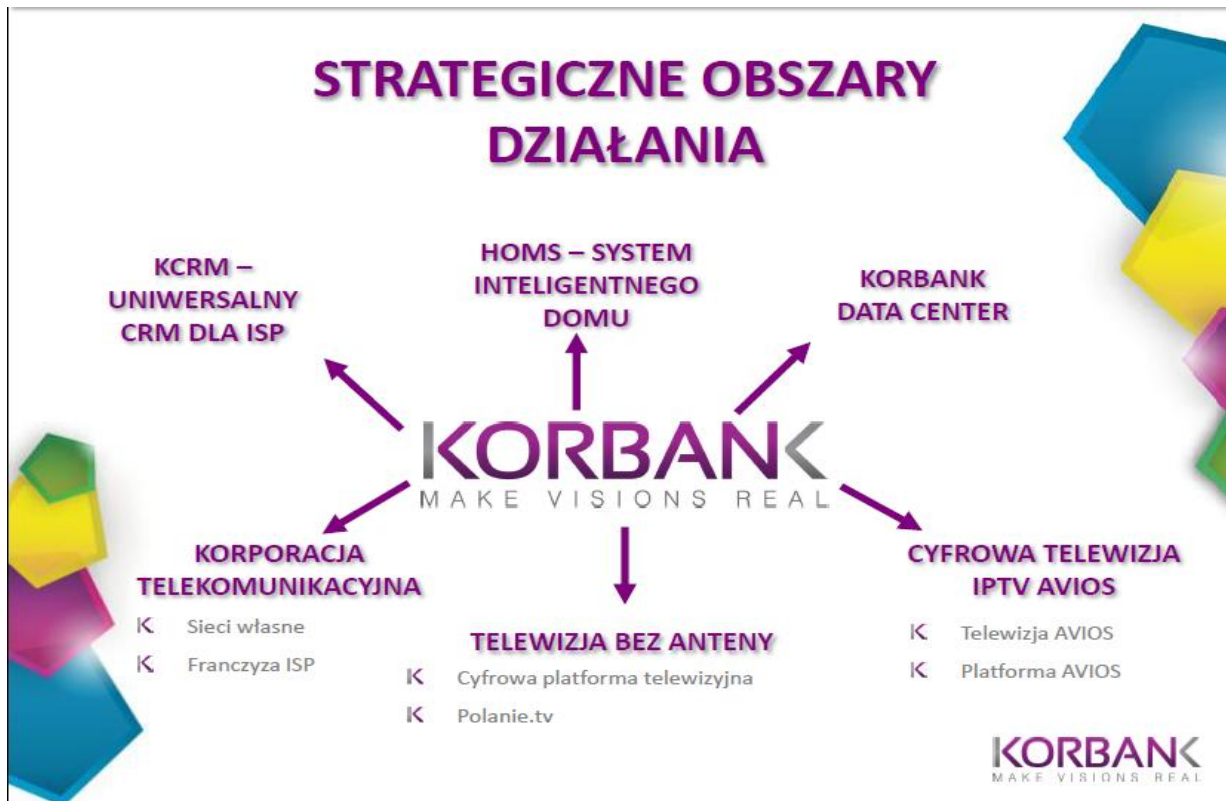 STRATEGICZNE OBSZARY
DZIAŁANIA
KCRM –
UNIWERSALNY
CRM DLA ISP
HOMS – SYSTEM
INTELIGENTNEGO
DOMU
KORBANK
DATA CENTER
KORBANK
MAKE VISIONS REAL
KORPORACJA
TELEKOMUNIKACYJNA
Sieci własne
Franczyza ISP
TELEWIZJA BEZ ANTENY
Cyfrowa platforma telewizyjna
Polanie.tv
CYFROWA TELEWIZJA
IPTV AVIOS
Telewizja AVIOS
Platforma AVIOS
KORBANK
MAKE VISIONS REAL